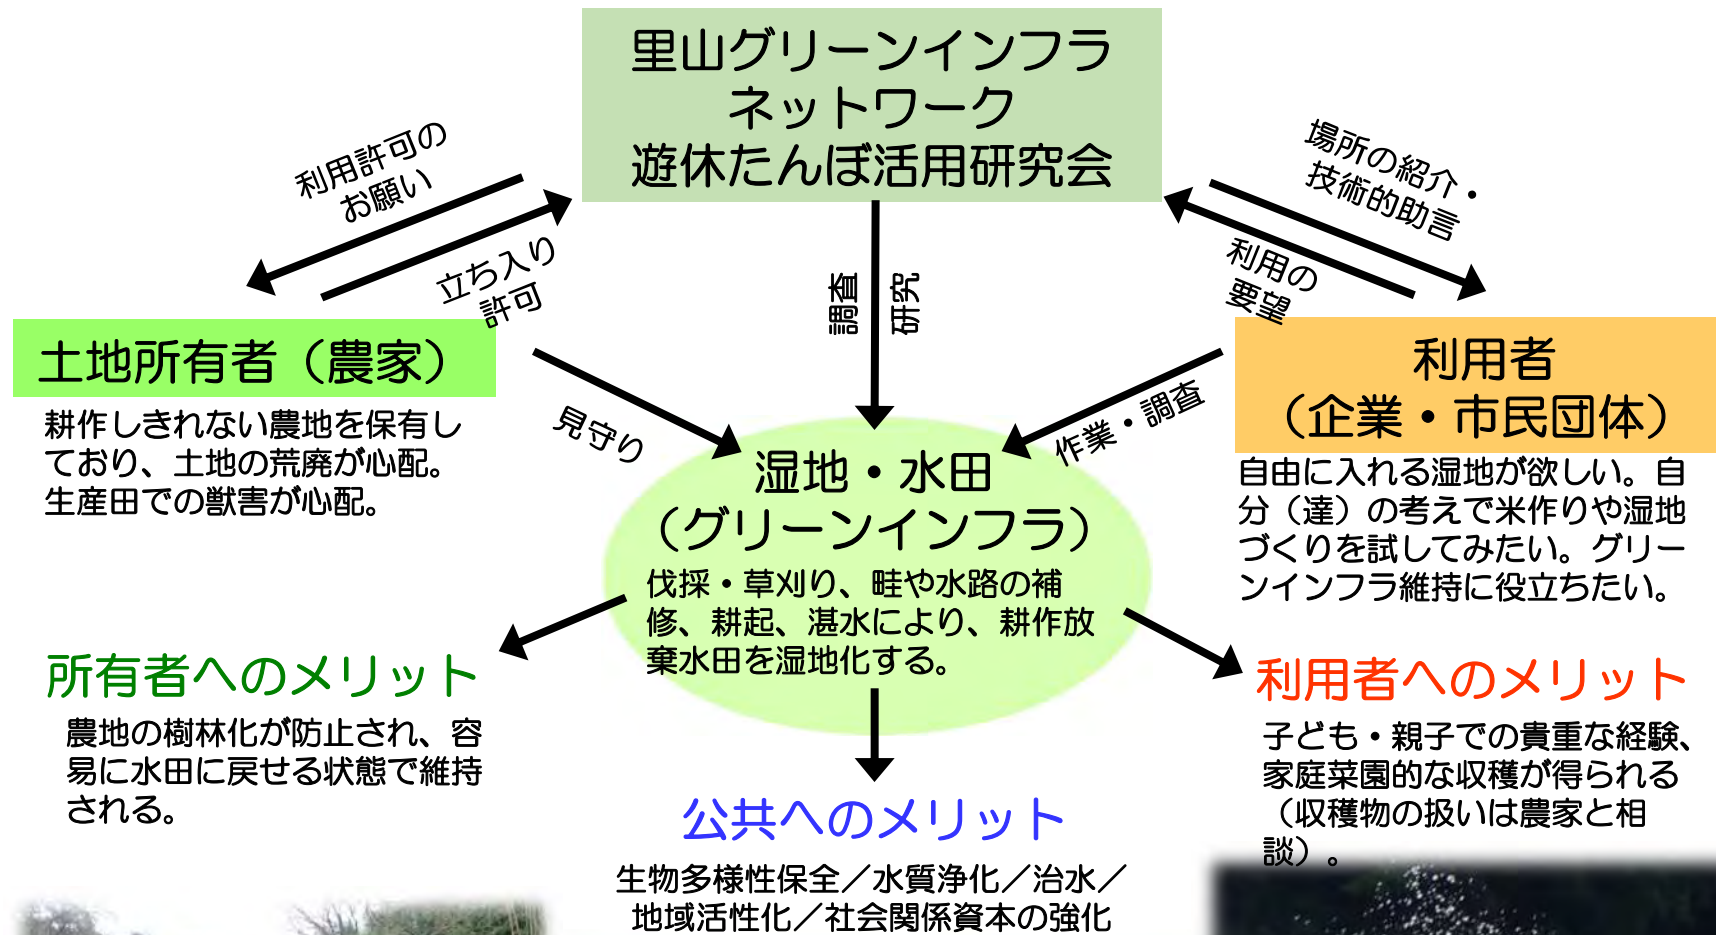 里山グリーンインフラ
ネットワーク
遊休たんぼ活用研究会
利用許可の
お願い
立ち入り
許可
調査
研究
場所の紹介・
技術的助言
利用の
要望
土地所有者（農家）
耕作しきれない農地を保有し
ており、土地の荒廃が心配。
生産田での獣害が心配。
見守り
作業・調査
利用者
（企業・市民団体）
自由に入れる湿地が欲しい。自
分（達）の考えで米作りや湿地
づくりを試してみたい。グリー
ンインフラ維持に役立ちたい。
湿地・水田
（グリーンインフラ）
伐採・草刈り、畦や水路の補
修、耕起、湛水により、耕作放
棄水田を湿地化する。
所有者へのメリット
農地の樹林化が防止され、容
易に水田に戻せる状態で維持
される。
公共へのメリット
生物多様性保全／水質浄化／治水／
地域活性化／社会関係資本の強化
利用者へのメリット
子ども・親子での貴重な経験、
家庭菜園的な収穫が得られる
（収穫物の扱いは農家と相
談）。